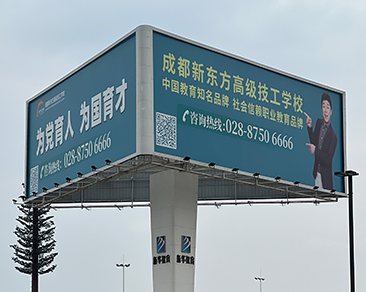 为党育人 为国育才
咨询热线: 028-8750 6666
成都新东方高级技工学校
中国教育知名品牌 社会信赖职业教育品牌
咨询热线: 028-8750 6666
新华教育
新华教育